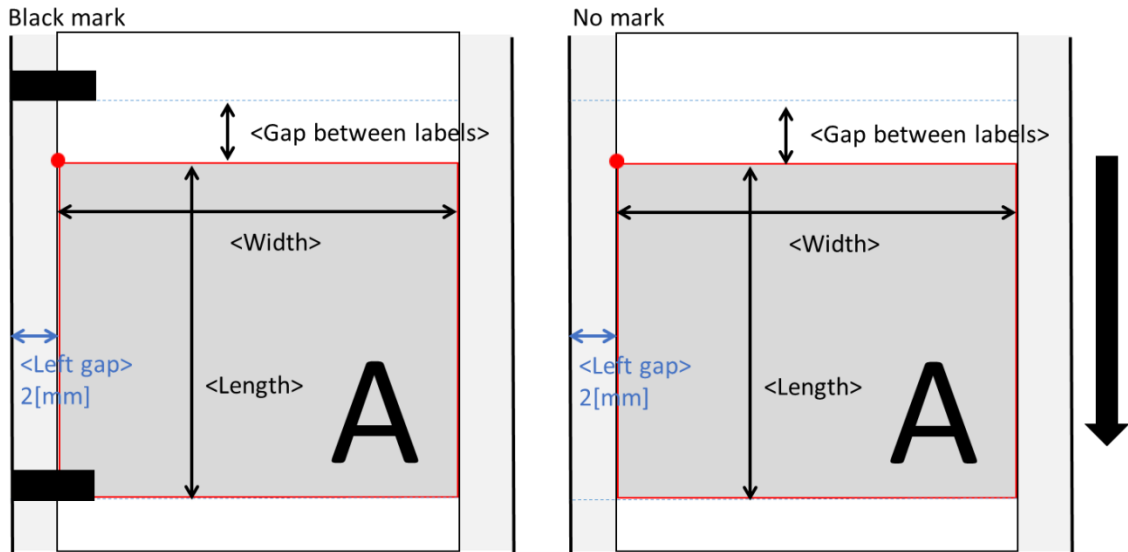 Black mark
<Gap between labels>
<Width>
<Left gap>
2[mm]
<Length>
A
No mark
<Gap between labels>
<Width>
<Left gap>
2[mm]
<Length>
A